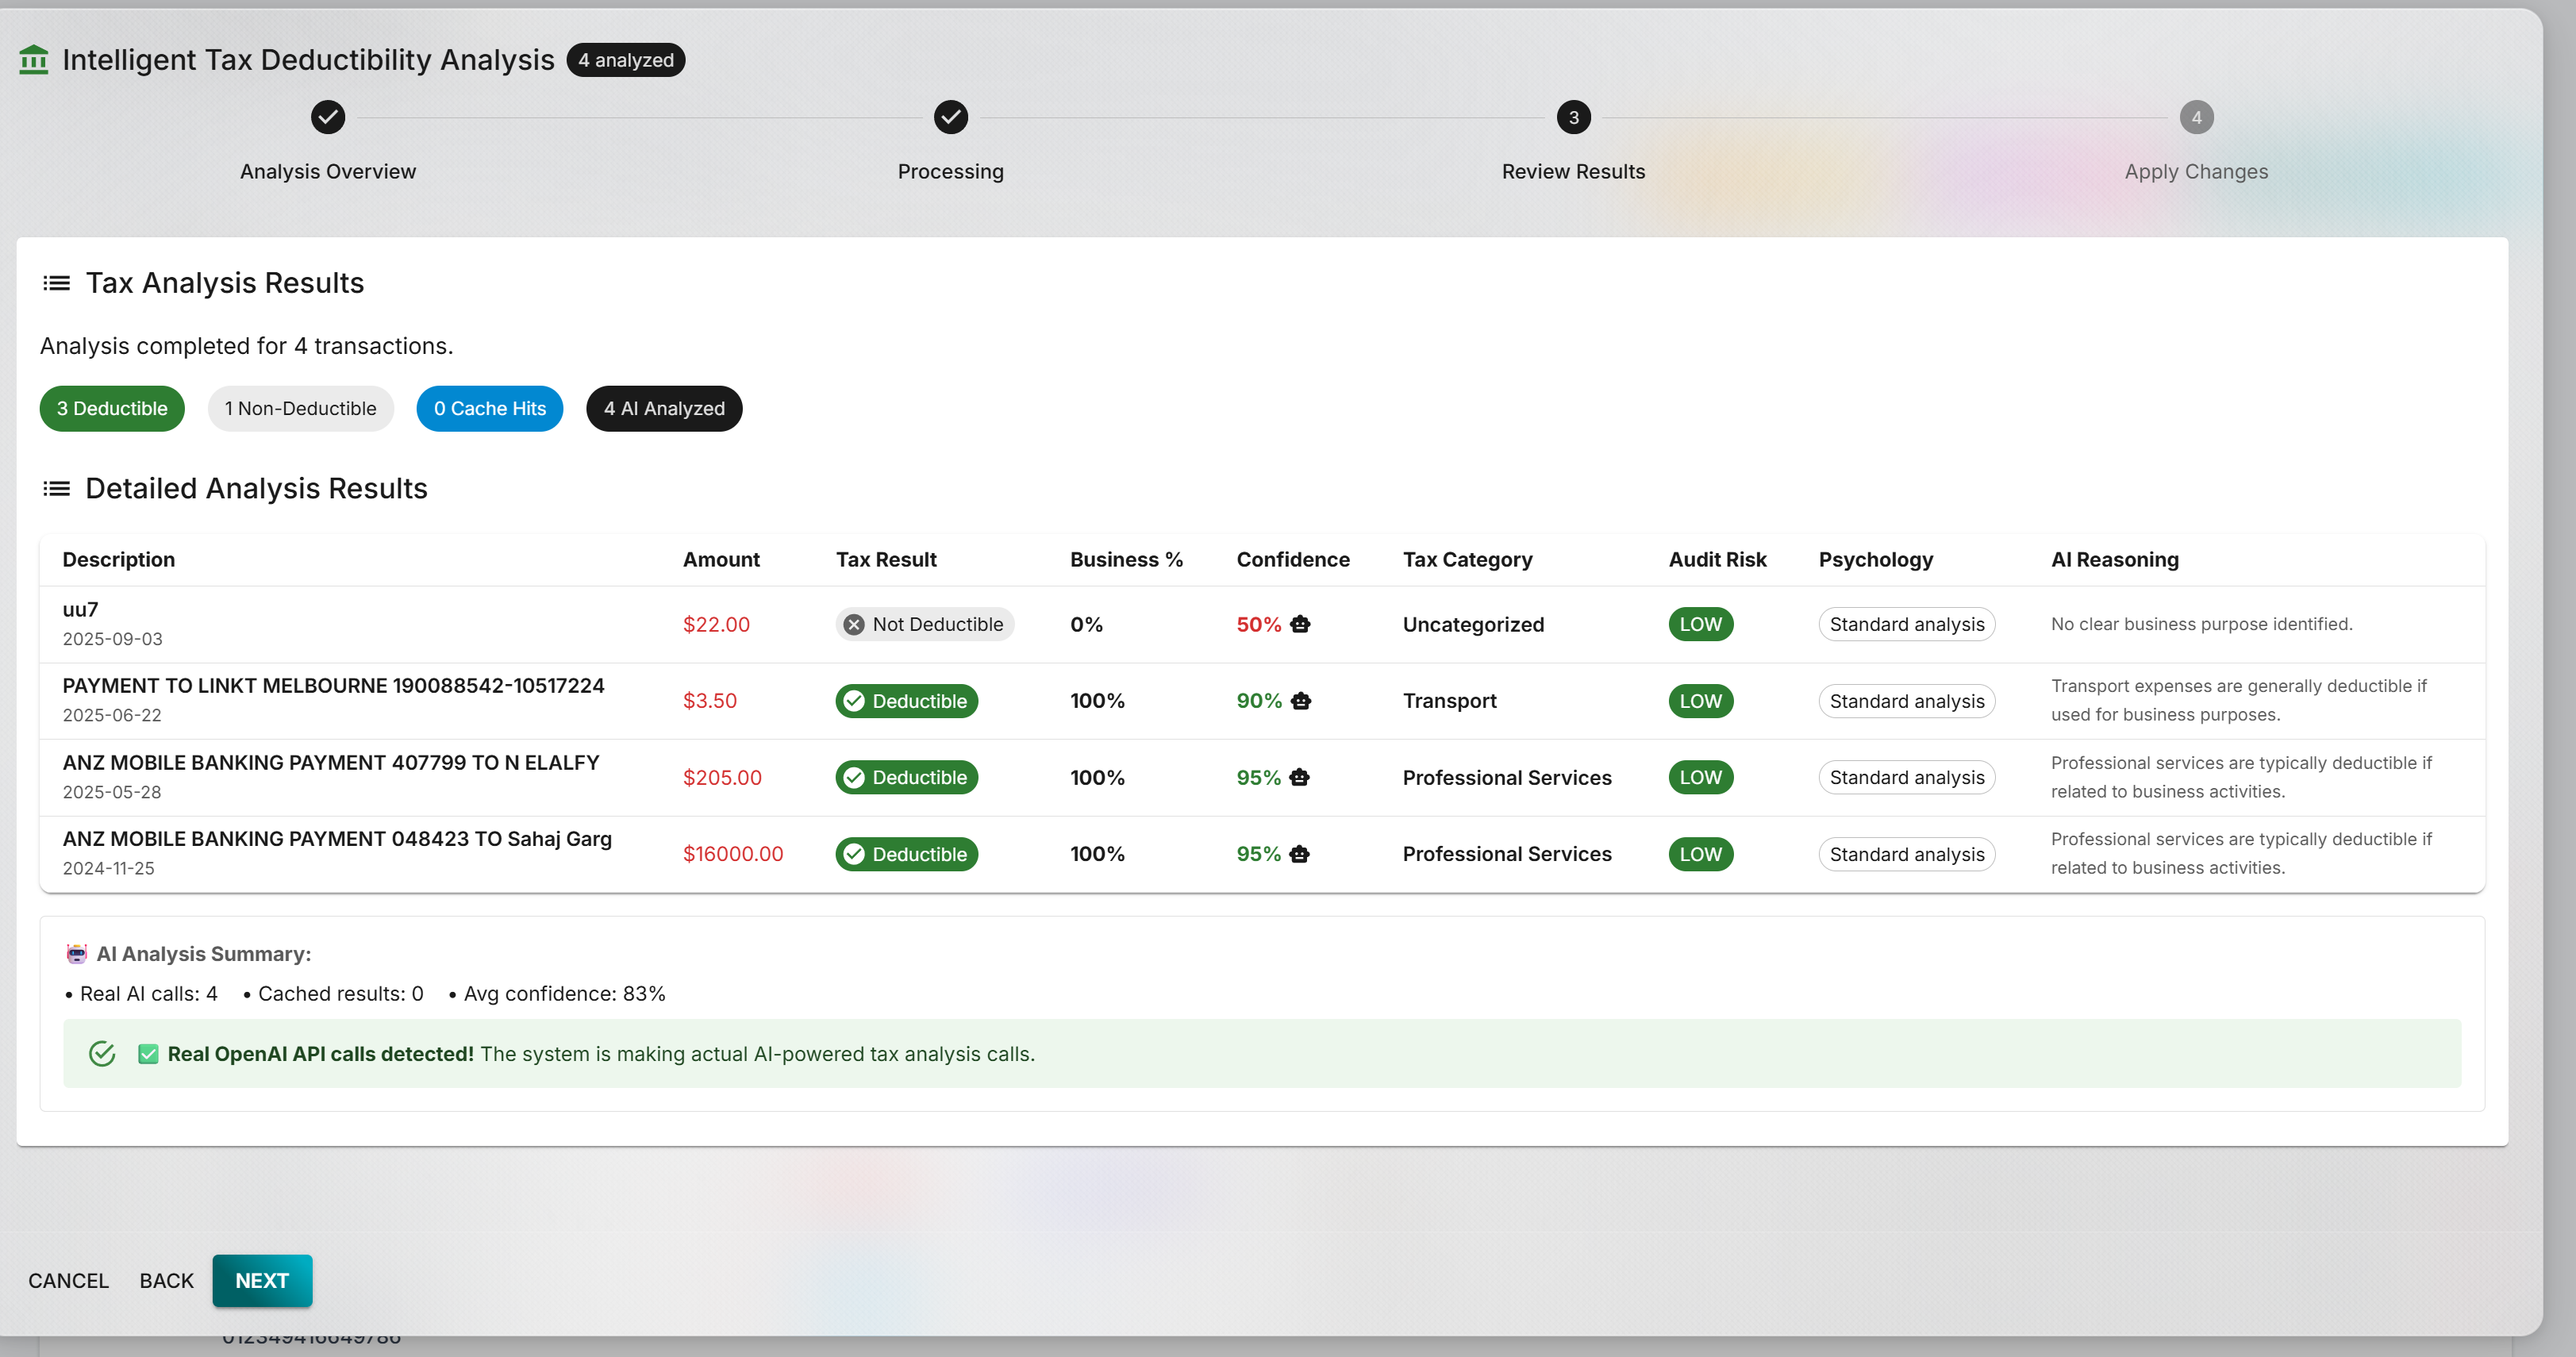 Intelligent Tax Deductibility Analysis 4 analyzed
3 4
Analysis Overview Processing Review Results Apply Changes
Tax Analysis Results
Analysis completed for 4 transactions.
3 Deductible 1 Non-Deductible 0 Cache Hits 4 AI Analyzed
Detailed Analysis Results
Description Amount Tax Result Business % Confidence Tax Category Audit Risk Psychology AI Reasoning
uu7
2025-09-03
$22.00 Not Deductible 0% 50% Uncategorized LOW Standard analysis No clear business purpose identified.
PAYMENT TO LINKT MELBOURNE 190088542-10517224
2025-06-22
$3.50 Deductible 100% 90% Transport LOW Standard analysis Transport expenses are generally deductible if
used for business purposes.
ANZ MOBILE BANKING PAYMENT 407799 TO N ELALFY
2025-05-28
$205.00 Deductible 100% 95% Professional Services LOW Standard analysis Professional services are typically deductible if
related to business activities.
ANZ MOBILE BANKING PAYMENT 048423 TO Sahaj Garg
2024-11-25
$16000.00 Deductible 100% 95% Professional Services LOW Standard analysis Professional services are typically deductible if
related to business activities.
AI Analysis Summary:
• Real AI calls: 4 • Cached results: 0 • Avg confidence: 83%
Real OpenAI API calls detected! The system is making actual AI-powered tax analysis calls.
CANCEL BACK NEXT